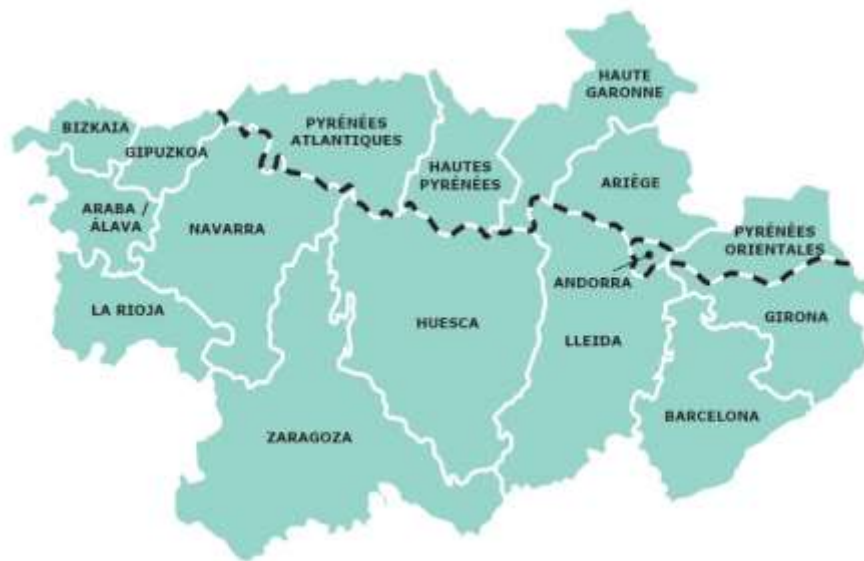 HAUTE
GARONNE
BIZKAIA
PYRÉNÉES
ATLANTIQUES
GIPUZKOA
HAUTES
PYRÉNÉES
ARIÈGE
ARABA /
ÁLAVA
NAVARRA
PYRÉNÉES
ORIENTALES
ANDORRA
LA RIOJA
HUESCA
GIRONA
LLEIDA
BARCELONA
ZARAGOZA